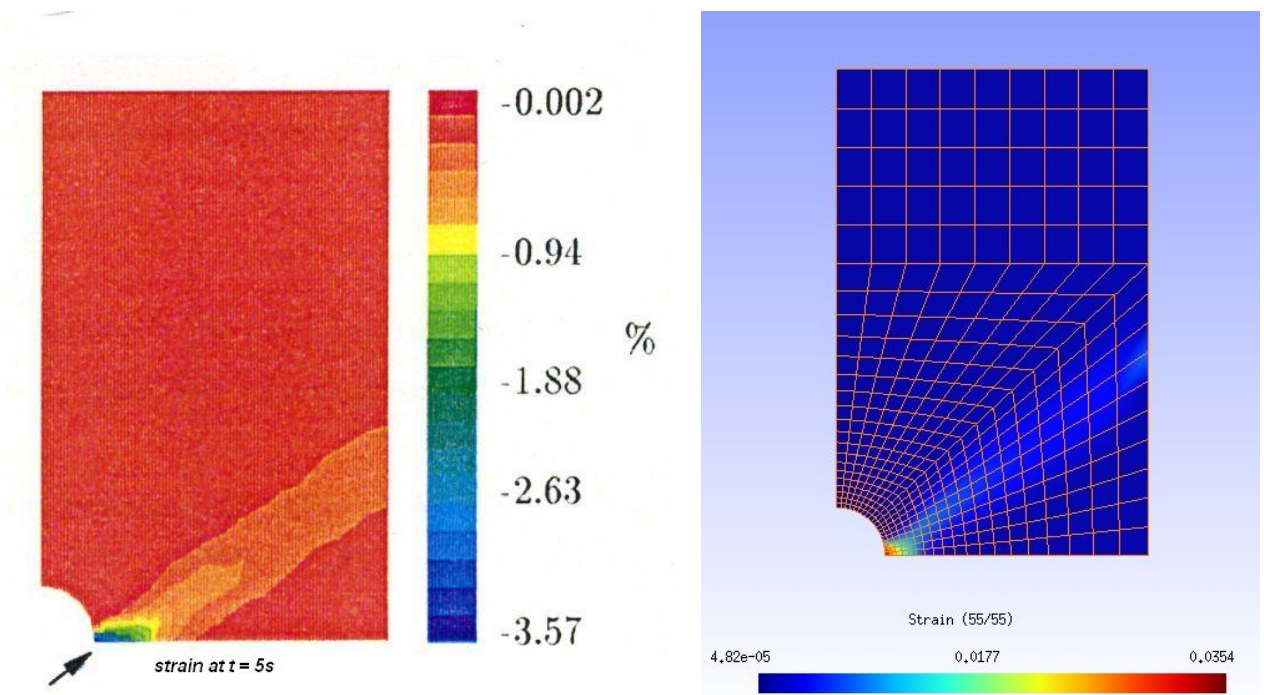 -0.002
-0.94
%
-1.88
-2.63
-3.57
strain at t = 5s
Strain (55/55)
4.82e-05 0.0177 0.0354